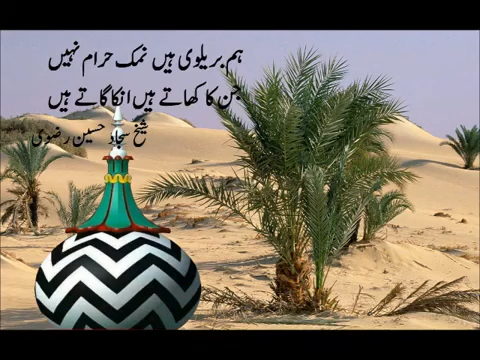 ہم بریلوی ہیں نمک حرام نہیں
جن کا کھاتے ہیں انکا گاتے ہیں
شیخ سجاد حسین رضوی